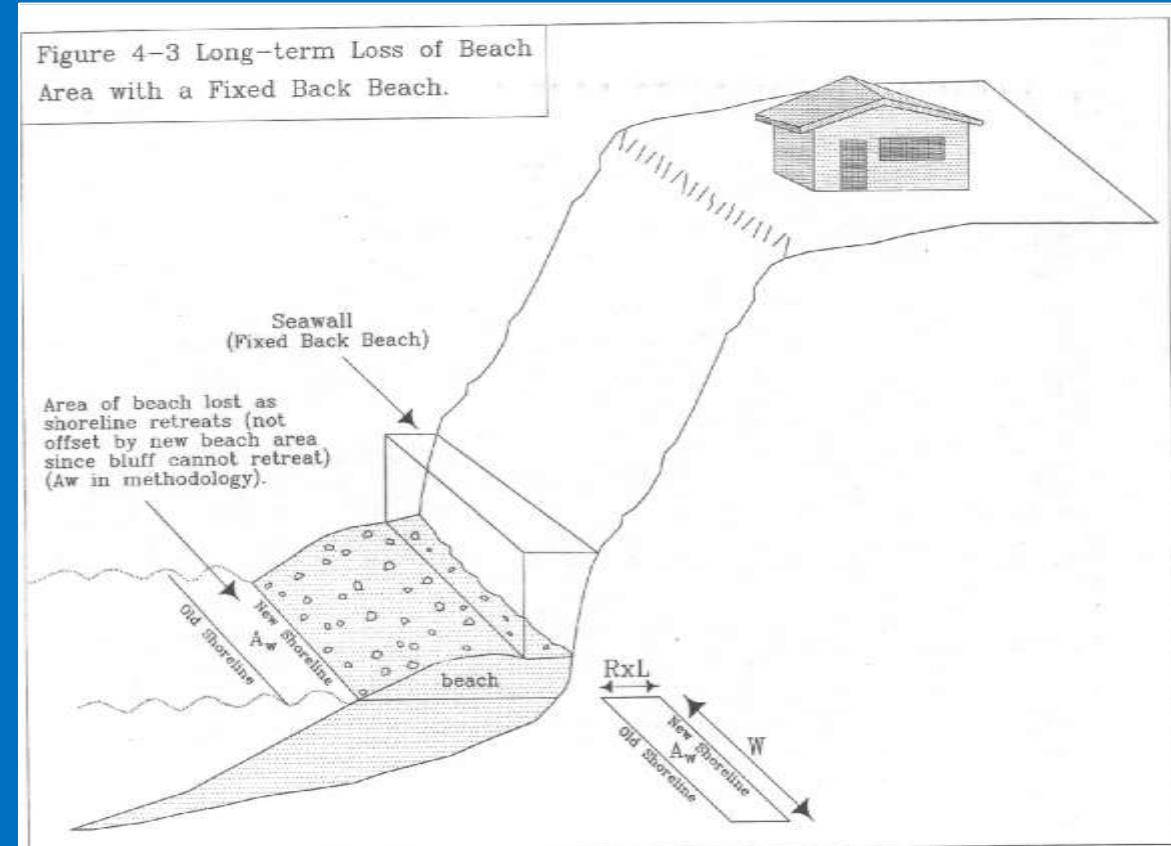 Figure 4-3 Long-term Loss of Beach
Area with a Fixed Back Beach.
Seawall
(Fixed Back Beach)
Area of beach lost as
shoreline retreats (not
offset by new beach area
since bluff cannot retreat)
(Aw in methodology).
Old Shoreline
Aw
New Shoreline
beach
RxL
W
New Shoreline
Aw
Old Shoreline